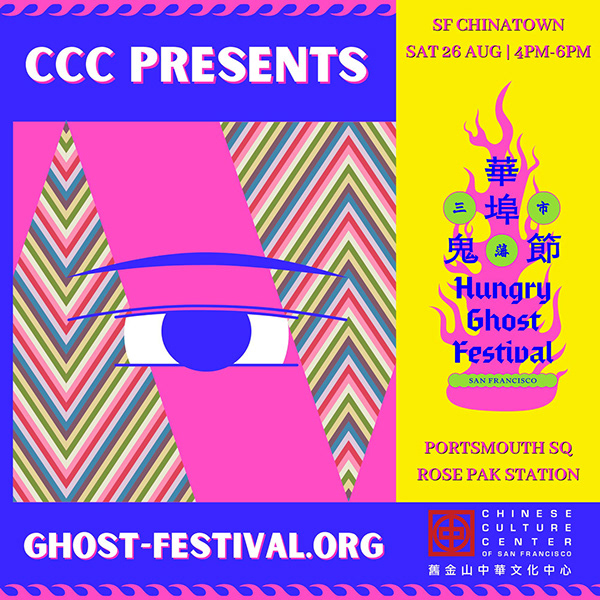 CCC PRESENTS
SF CHINATOWN
SAT 26 AUG | 4PM-6PM
華
三 埠 市
鬼 藩 節
Hungry
Ghost
Festival
SAN FRANCISCO
PORTSMOUTH SQ
ROSE PAK STATION
GHOST-FESTIVAL.ORG
CHINESE
CULTURE
CENTER
OF SAN FRANCISCO
舊金山中華文化中心